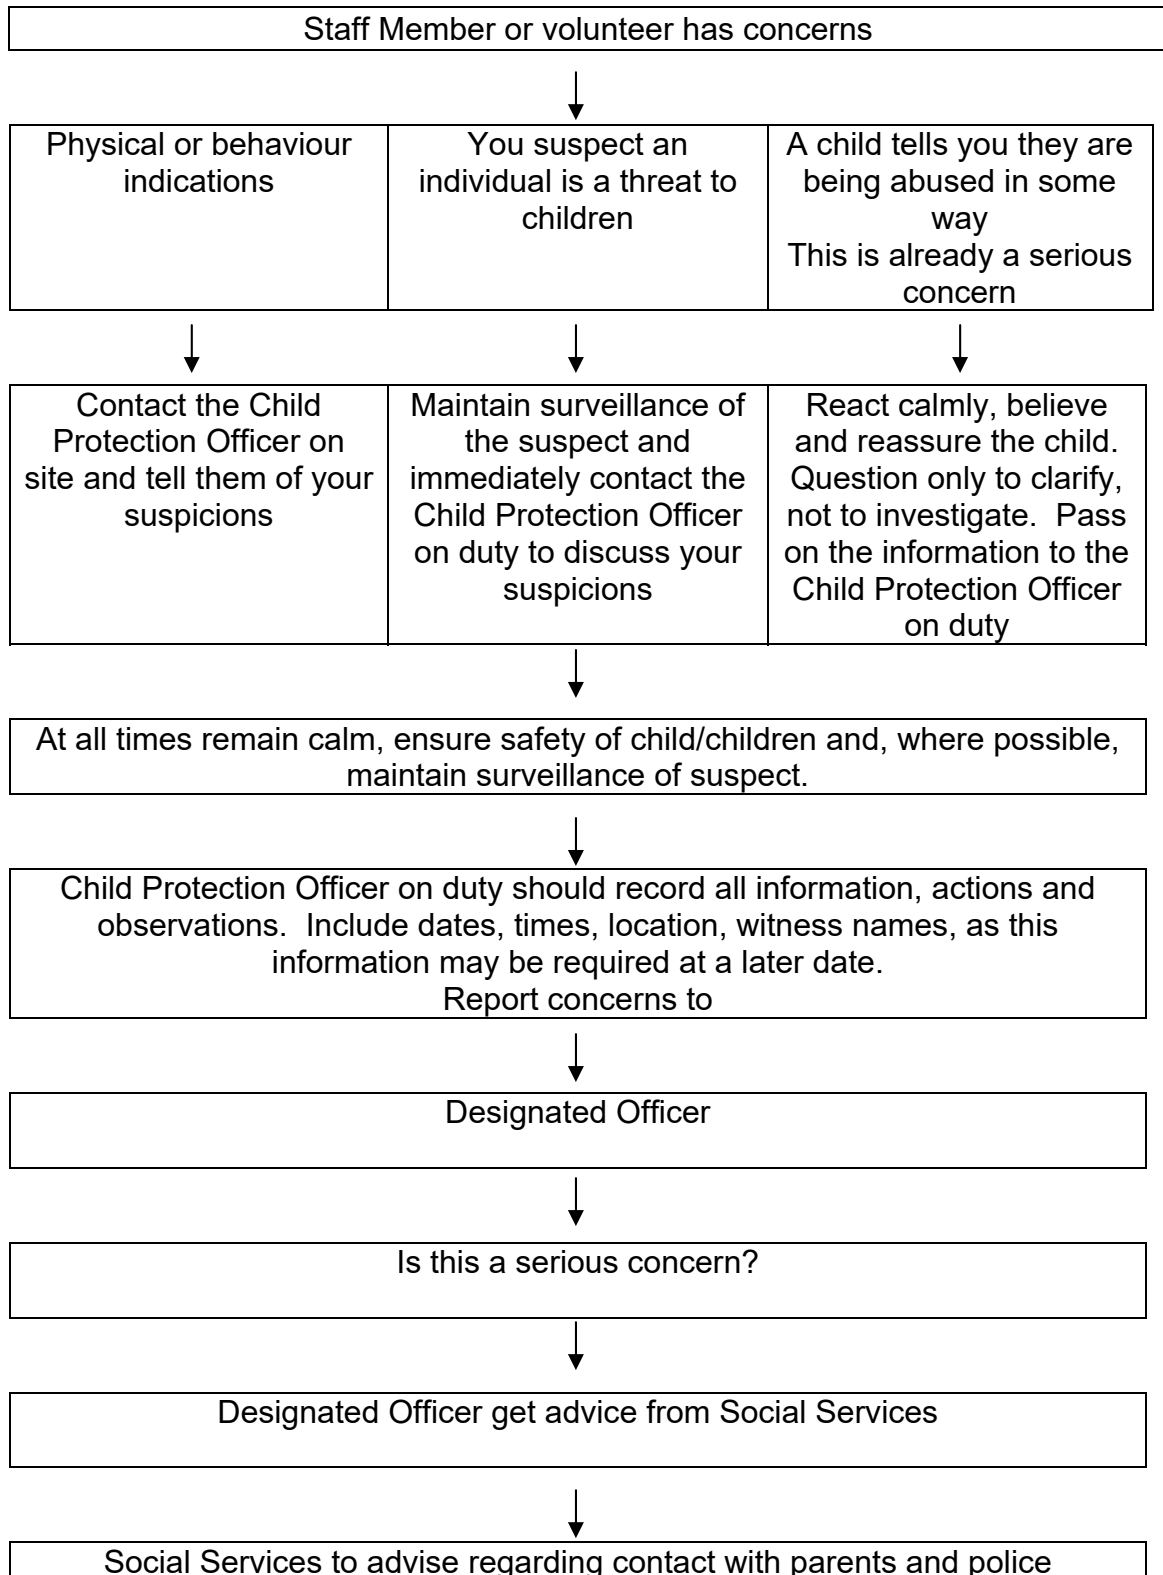 Staff Member or volunteer has concerns
Physical or behaviour
indications
You suspect an
individual is a threat to
children
A child tells you they are
being abused in some
way
This is already a serious
concern
Contact the Child
Protection Officer on
site and tell them of your
suspicions
Maintain surveillance of
the suspect and
immediately contact the
Child Protection Officer
on duty to discuss your
suspicions
React calmly, believe
and reassure the child.
Question only to clarify,
not to investigate.  Pass
on the information to the
Child Protection Officer
on duty
At all times remain calm, ensure safety of child/children and, where possible,
maintain surveillance of suspect.
Child Protection Officer on duty should record all information, actions and
observations.  Include dates, times, location, witness names, as this
information may be required at a later date.
Report concerns to
Designated Officer
Is this a serious concern?
Designated Officer get advice from Social Services
Social Services to advise regarding contact with parents and police